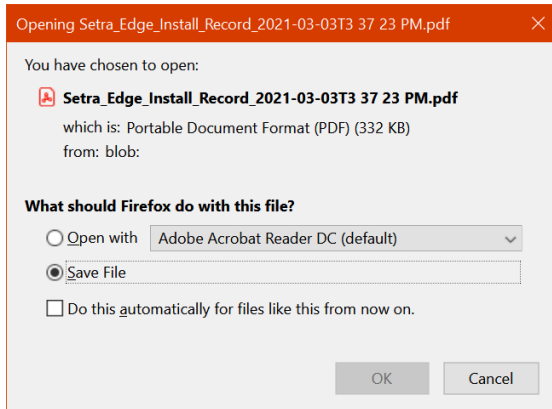 Opening Setra_Edge_Install_Record_2021-03-03T3 37 23 PM.pdf
You have chosen to open:
Setra_Edge_Install_Record_2021-03-03T3 37 23 PM.pdf
which is: Portable Document Format (PDF) (332 KB)
from: blob:
What should Firefox do with this file?
Open with Adobe Acrobat Reader DC (default)
Save File
Do this automatically for files like this from now on.
OK Cancel